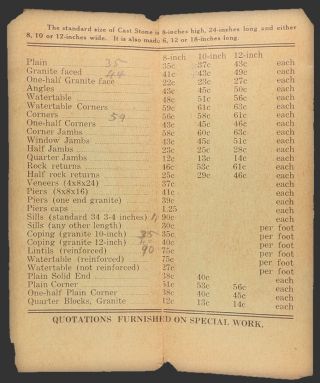 The standard size of Cast Stone is 8-inches high, 24-inches long and either
8, 10 or 12-inches wide. It is also made 6, 12 or 18-inches long.
8-inch 10-inch 12-inch
Plain 35 35c 37c 43c each
Granite faced 44 41c 43c 49c each
One-half Granite face 22c 23c 27c each
Angles 43c 45c 50c each
Watertable 48c 51c 56c each
Watertable Corners 59c 61c 63c each
Corners 59 56c 58c 61c each
One-half Corners 43c 45c 46c each
Corner Jambs 58c 60c 63c each
Window Jambs 43c 45c 51c each
Half Jambs 23c 25c 28c each
Quarter Jambs 12c 13c 14c each
Rock returns 46c 53c 61c each
Half rock returns 25c 29c 46c each
Veneers (4x8x24) 37c each
Piers (8x8x16) 41c each
Piers (one end granite) 39c each
Piers caps 1.25 each
Sills (standard 34 3-4 inches) 90c each
Sills (any other length) 30c per foot
Coping (granite 10-inch) 35 35c per foot
Coping (granite 12-inch) 40c per foot
Lintils (reinforced) 90 75c per foot
Watertable (reinforced) 75c per foot
Watertable (not reinforced) 27c per foot
Plain Solid End 38c 40c each
Plain Corner 51c 53c 56c each
One-half Plain Corner 38c 40c 45c each
Quarter Blocks, Granite 12c 13c 14c each
QUOTATIONS FURNISHED ON SPECIAL WORK.